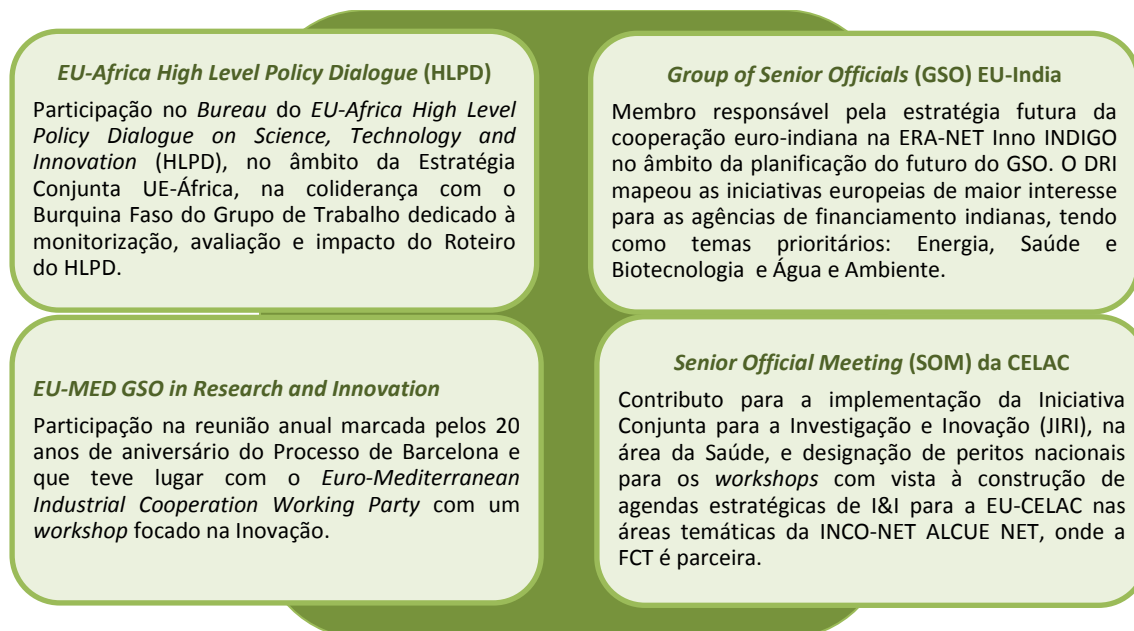 EU-Africa High Level Policy Dialogue (HLPD)
Participação no Bureau do EU-Africa High Level
Policy Dialogue on Science, Technology and
Innovation (HLPD), no âmbito da Estratégia
Conjunta UE-África, na coliderança com o
Burquina Faso do Grupo de Trabalho dedicado à
monitorização, avaliação e impacto do Roteiro
do HLPD.
Group of Senior Officials (GSO) EU-India
Membro responsável pela estratégia futura da
cooperação euro-indiana na ERA-NET Inno INDIGO
no âmbito da planificação do futuro do GSO. O DRI
mapeou as iniciativas europeias de maior interesse
para as agências de financiamento indianas, tendo
como temas prioritários: Energia, Saúde e
Biotecnologia e Água e Ambiente.
EU-MED GSO in Research and Innovation
Participação na reunião anual marcada pelos 20
anos de aniversário do Processo de Barcelona e
que teve lugar com o Euro-Mediterranean
Industrial Cooperation Working Party com um
workshop focado na Inovação.
Senior Official Meeting (SOM) da CELAC
Contributo para a implementação da Iniciativa
Conjunta para a Investigação e Inovação (JIRI), na
área da Saúde, e designação de peritos nacionais
para os workshops com vista à construção de
agendas estratégicas de I&I para a EU-CELAC nas
áreas temáticas da INCO-NET ALCUE NET, onde a
FCT é parceira.